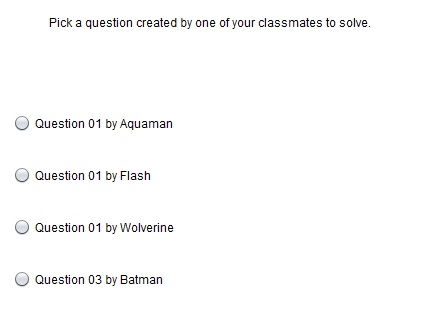 Pick a question created by one of your classmates to solve.
Question 01 by Aquaman
Question 01 by Flash
Question 01 by Wolverine
Question 03 by Batman